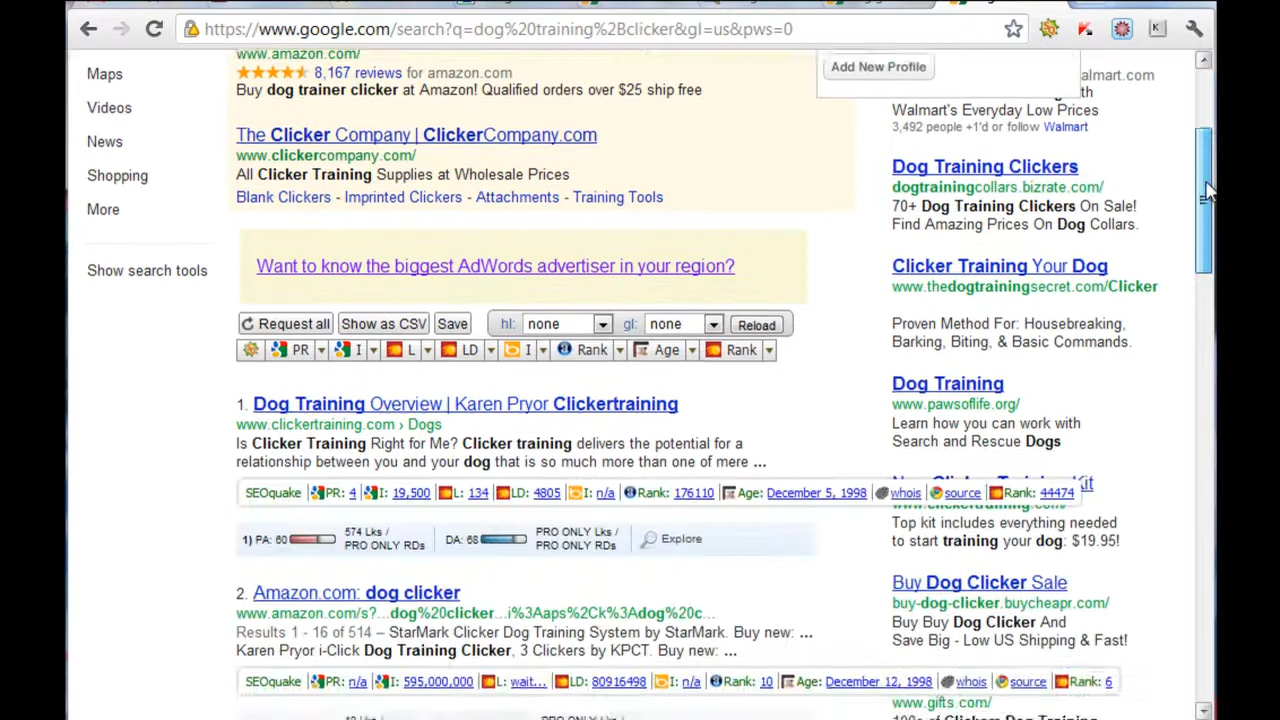 https://www.google.com/search?q=dog%20training%2Bclicker&gl=us&pws=0
K
Maps
Videos
News
Shopping
More
Show search tools
www.amazon.com/
8,167 reviews for amazon.com
Buy dog trainer clicker at Amazon! Qualified orders over $25 ship free
The Clicker Company | ClickerCompany.com
www.clickercompany.com/
All Clicker Training Supplies at Wholesale Prices
Blank Clickers - Imprinted Clickers - Attachments - Training Tools
Want to know the biggest AdWords advertiser in your region?
Request all Show as CSV Save hl: none gl: none Reload
PR I L LD I Rank Age Rank
1. Dog Training Overview | Karen Pryor Clickertraining
www.clickertraining.com › Dogs
Is Clicker Training Right for Me? Clicker training delivers the potential for a
relationship between you and your dog that is so much more than one of mere ...
SEOquake PR: 4 I: 19,500 L: 134 LD: 4805 I: n/a Rank: 176110 Age: December 5, 1998 whois source Rank: 44474
1) PA: 60 574 Lks / PRO ONLY RDs DA: 68 PRO ONLY Lks / PRO ONLY RDs Explore
2. Amazon.com: dog clicker
www.amazon.com/s?...dog%20clicker...i%3Aaps%2Ck%3Adog%20c...
Results 1 - 16 of 514 – StarMark Clicker Dog Training System by StarMark. Buy new: ...
Karen Pryor i-Click Dog Training Clicker, 3 Clickers by KPCT. Buy new: ...
SEOquake PR: n/a I: 595,000,000 L: wait... LD: 80916498 I: n/a Rank: 10 Age: December 12, 1998 whois source Rank: 6
Add New Profile
almart.com
Walmart's Everyday Low Prices
3,492 people +1'd or follow Walmart
Dog Training Clickers
dogtrainingcollars.bizrate.com/
70+ Dog Training Clickers On Sale!
Find Amazing Prices On Dog Collars.
Clicker Training Your Dog
www.thedogtrainingsecret.com/Clicker
Proven Method For: Housebreaking,
Barking, Biting, & Basic Commands.
Dog Training
www.pawsoflife.org/
Learn how you can work with
Search and Rescue Dogs
Kit
www.clickertraining.com/
Top kit includes everything needed
to start training your dog: $19.95!
Buy Dog Clicker Sale
buy-dog-clicker.buycheapr.com/
Buy Buy Dog Clicker And
Save Big - Low US Shipping & Fast!
www.gifts.com/